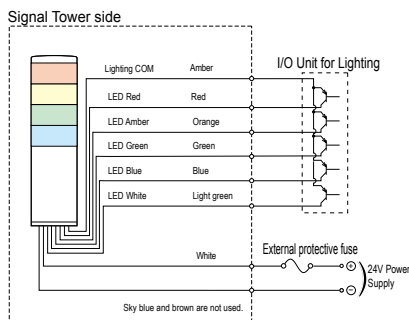 Signal Tower side
I/O Unit for Lighting
Lighting COM Amber
LED Red Red
LED Amber Orange
LED Green Green
LED Blue Blue
LED White Light green
White
External protective fuse
24V Power
Supply
Sky blue and brown are not used.